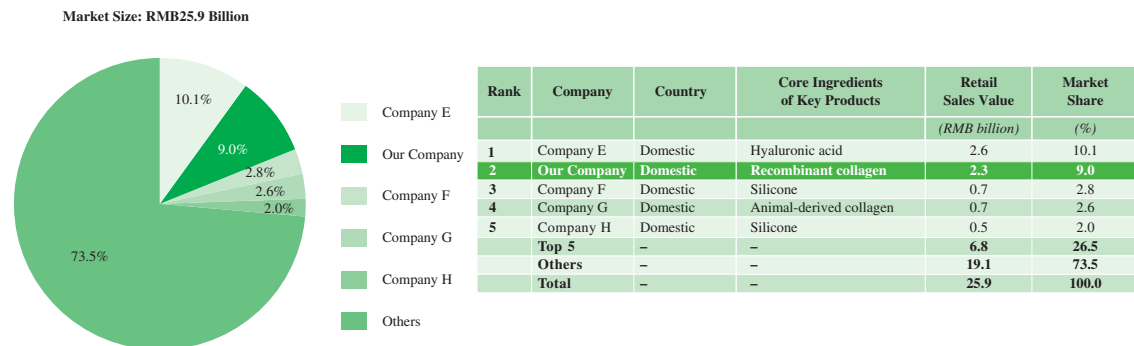 Market Size: RMB25.9 Billion
10.1%
9.0%
2.8%
2.6%
2.0%
73.5%
Company E
Our Company
Company F
Company G
Company H
Others
Rank Company Country Core Ingredients of Key Products Retail Sales Value Market Share
(RMB billion) (%)
1 Company E Domestic Hyaluronic acid 2.6 10.1
2 Our Company Domestic Recombinant collagen 2.3 9.0
3 Company F Domestic Silicone 0.7 2.8
4 Company G Domestic Animal-derived collagen 0.7 2.6
5 Company H Domestic Silicone 0.5 2.0
Top 5 – – 6.8 26.5
Others – – 19.1 73.5
Total – – 25.9 100.0